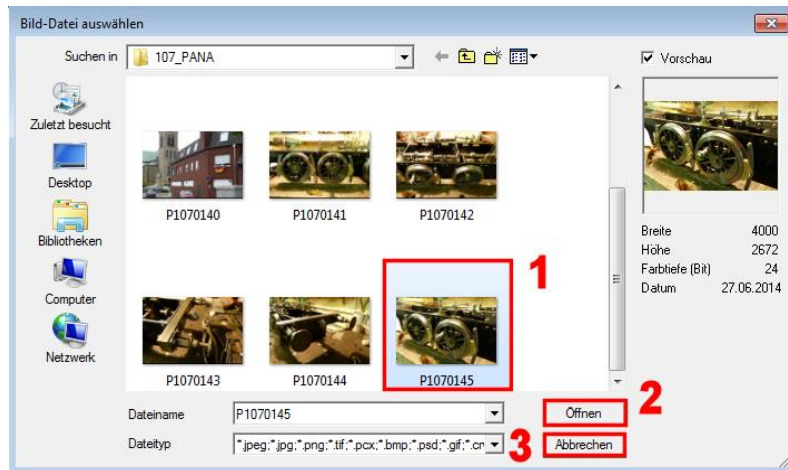 Bild-Datei auswählen
Suchen in 107_PANA
Vorschau
Zuletzt besucht
Desktop
Bibliotheken
Computer
Netzwerk
P1070140 P1070141 P1070142
1
P1070143 P1070144 P1070145
Breite 4000
Höhe 2672
Farbtiefe (Bit) 24
Datum 27.06.2014
Dateiname P1070145 Öffnen 2
Dateityp *.jpeg;*.jpg;*.png;*.tif;*.pcx;*.bmp;*.psd;*.gif;*.cr 3 Abbrechen